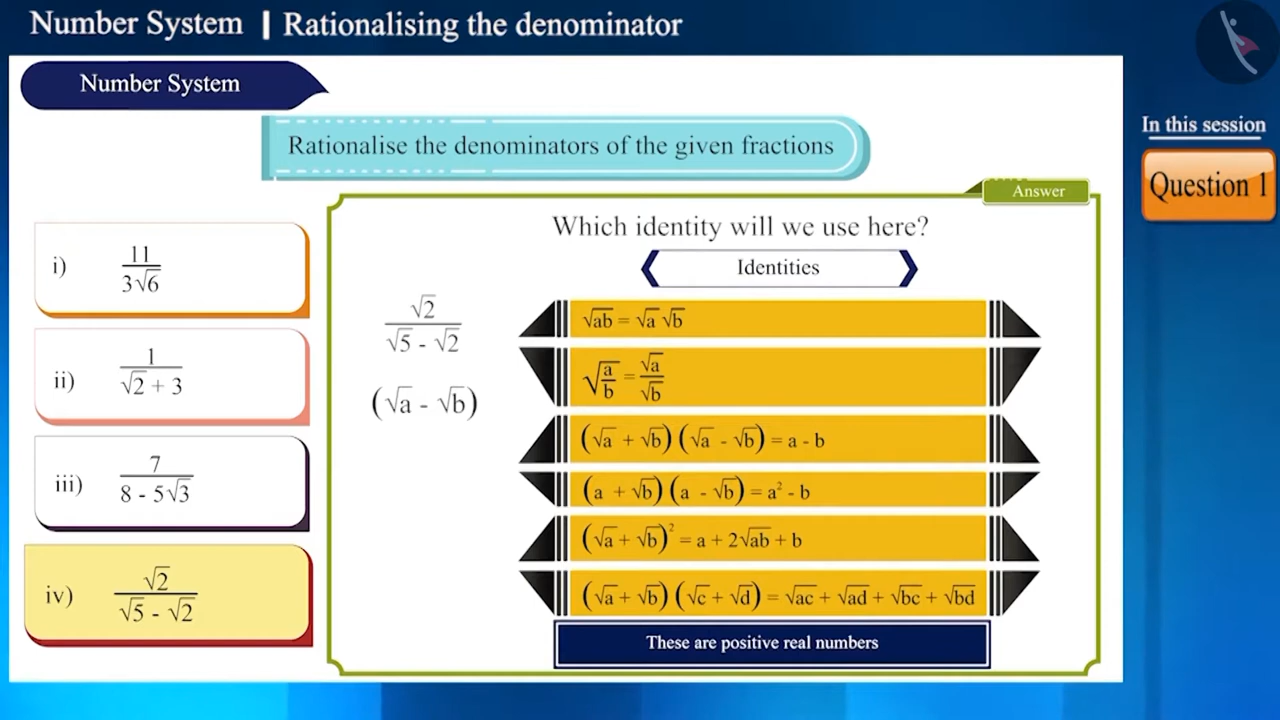 Number System | Rationalising the denominator
Number System
Rationalise the denominators of the given fractions
In this session
Question 1
i) 11/3√6
ii) 1/√2 + 3
iii) 7/8 - 5√3
iv) √2/√5 - √2
Answer
Which identity will we use here?
Identities
√2/√5 - √2
(√a - √b)
√ab = √a √b
√a/b = √a/√b
(√a + √b) (√a - √b) = a - b
(a + √b) (a - √b) = a² - b
(√a + √b)² = a + 2√ab + b
(√a + √b) (√c + √d) = √ac + √ad + √bc + √bd
These are positive real numbers